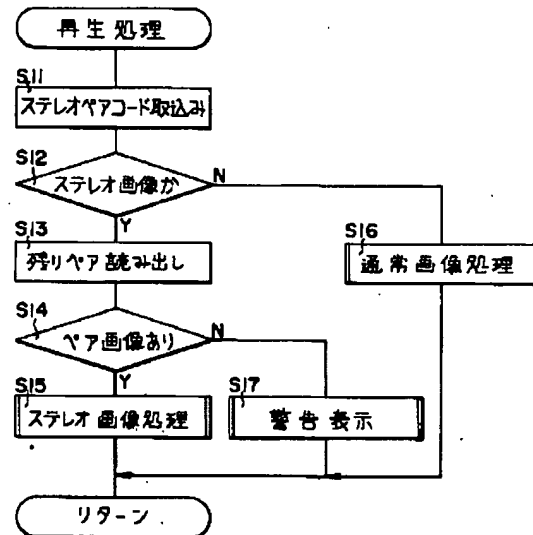 再生処理
S11
ステレオペアコード取込み
S12
ステレオ画像か
N
Y
S13
残りペア読み出し
S16
通常画像処理
S14
ペア画像あり
N
Y
S15
ステレオ画像処理
S17
警告表示
リターン